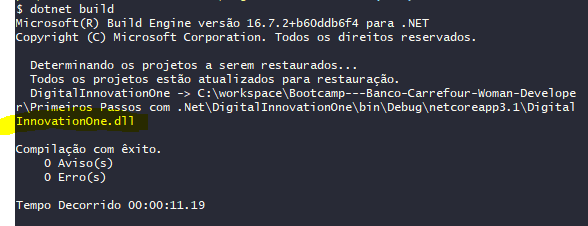 $ dotnet build
Microsoft(R) Build Engine versão 16.7.2+b60ddb6f4 para .NET
Copyright (C) Microsoft Corporation. Todos os direitos reservados.
Determinando os projetos a serem restaurados...
Todos os projetos estão atualizados para restauração.
DigitalInnovationOne -> C:\workspace\Bootcamp---Banco-Carrefour-Woman-Develope
r\Primeiros Passos com .Net\DigitalInnovationOne\bin\Debug\netcoreapp3.1\Digital
InnovationOne.dll
Compilação com êxito.
0 Aviso(s)
0 Erro(s)
Tempo Decorrido 00:00:11.19